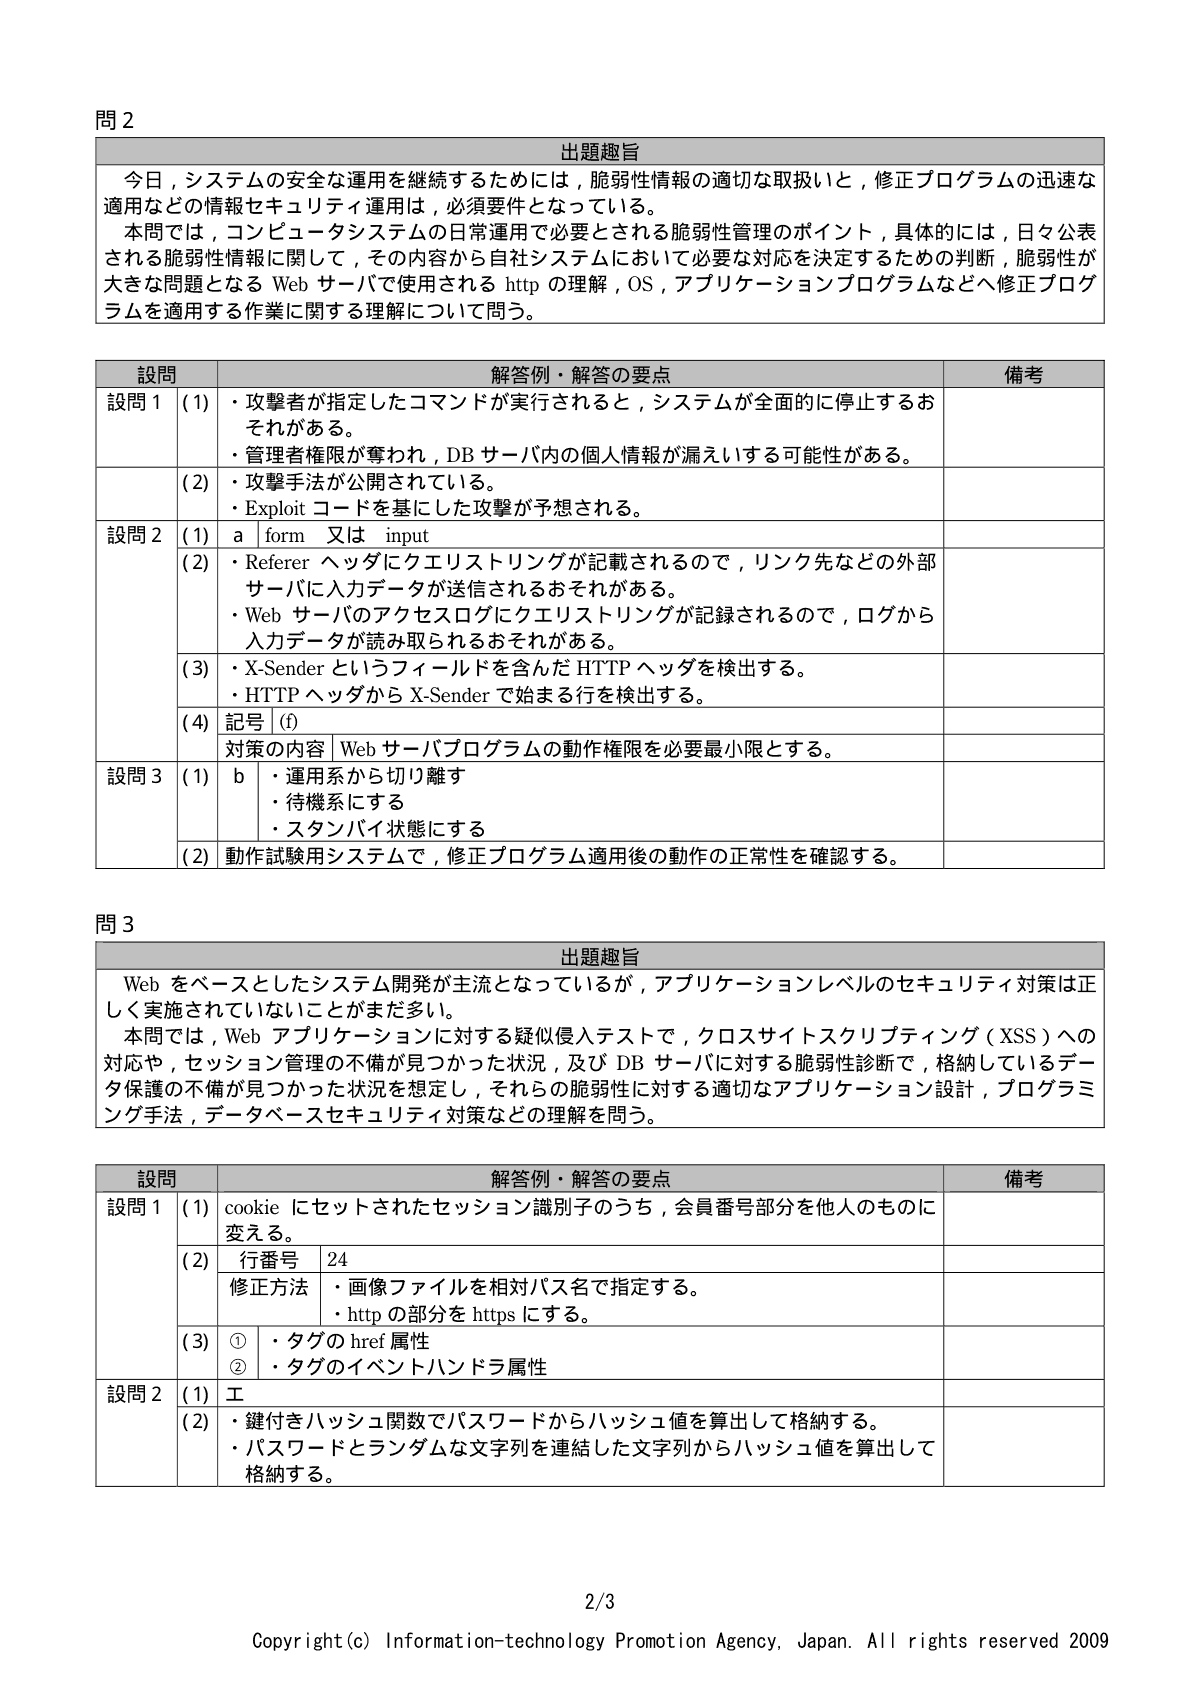 問2
出題趣旨
今日,システムの安全な運用を継続するためには,脆弱性情報の適切な取扱いと,修正プログラムの迅速な
適用などの情報セキュリティ運用は,必須要件となっている。
本問では,コンピュータシステムの日常運用で必要とされる脆弱性管理のポイント,具体的には,日々公表
される脆弱性情報に関して,その内容から自社システムにおいて必要な対応を決定するための判断,脆弱性が
大きな問題となる Web サーバで使用される http の理解,OS,アプリケーションプログラムなどへ修正プログ
ラムを適用する作業に関する理解について問う。
設問 解答例・解答の要点 備考
設問1 (1) ・攻撃者が指定したコマンドが実行されると,システムが全面的に停止するお
それがある。
・管理者権限が奪われ,DB サーバ内の個人情報が漏えいする可能性がある。
(2) ・攻撃手法が公開されている。
・Exploit コードを基にした攻撃が予想される。
設問2 (1) a form 又は input
(2) ・Referer ヘッダにクエリストリングが記載されるので,リンク先などの外部
サーバに入力データが送信されるおそれがある。
・Web サーバのアクセスログにクエリストリングが記録されるので,ログから
入力データが読み取られるおそれがある。
(3) ・X-Sender というフィールドを含んだ HTTP ヘッダを検出する。
・HTTP ヘッダから X-Sender で始まる行を検出する。
(4) 記号 (f)
対策の内容 Web サーバプログラムの動作権限を必要最小限とする。
設問3 (1) b ・運用系から切り離す
・待機系にする
・スタンバイ状態にする
(2) 動作試験用システムで,修正プログラム適用後の動作の正常性を確認する。
問3
出題趣旨
Web をベースとしたシステム開発が主流となっているが,アプリケーションレベルのセキュリティ対策は正
しく実施されていないことがまだ多い。
本問では,Web アプリケーションに対する疑似侵入テストで,クロスサイトスクリプティング(XSS)への
対応や,セッション管理の不備が見つかった状況,及び DB サーバに対する脆弱性診断で,格納しているデー
タ保護の不備が見つかった状況を想定し,それらの脆弱性に対する適切なアプリケーション設計,プログラミ
ング手法,データベースセキュリティ対策などの理解を問う。
設問 解答例・解答の要点 備考
設問1 (1) cookie にセットされたセッション識別子のうち,会員番号部分を他人のものに
変える。
(2) 行番号 24
修正方法 ・画像ファイルを相対パス名で指定する。
・http の部分を https にする。
(3) ① ・タグの href 属性
② ・タグのイベントハンドラ属性
設問2 (1) エ
(2) ・鍵付きハッシュ関数でパスワードからハッシュ値を算出して格納する。
・パスワードとランダムな文字列を連結した文字列からハッシュ値を算出して
格納する。
2/3
Copyright(c) Information-technology Promotion Agency, Japan. All rights reserved 2009